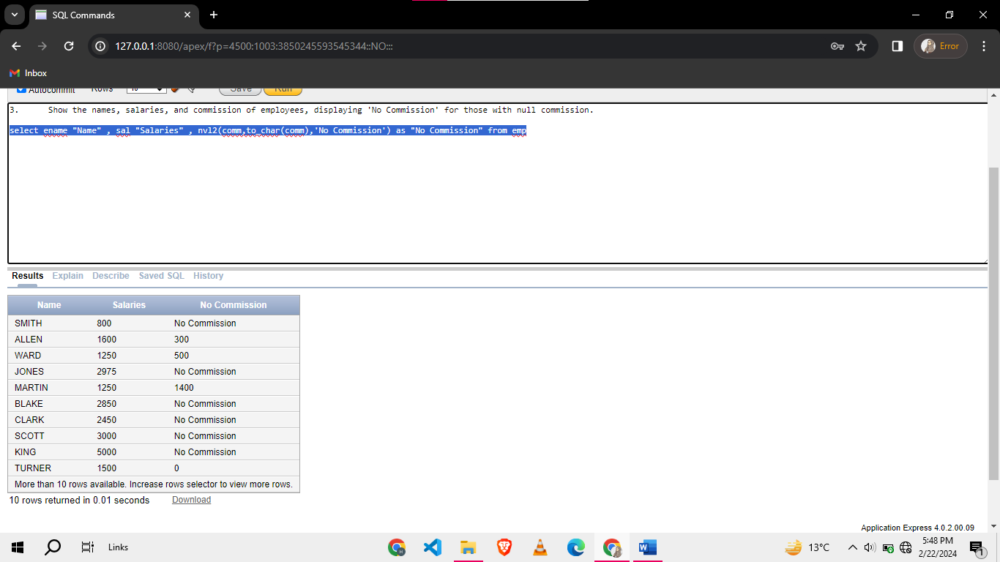 SQL Commands
127.0.0.1:8080/apex/f?p=4500:1003:3850245593545344::NO:::
Error
Inbox
Autocommit Rows 10 Save Run
3. Show the names, salaries, and commission of employees, displaying 'No Commission' for those with null commission.
select ename "Name" , sal "Salaries" , nvl2(comm,to_char(comm),'No Commission') as "No Commission" from emp
Results Explain Describe Saved SQL History
Name Salaries No Commission
SMITH 800 No Commission
ALLEN 1600 300
WARD 1250 500
JONES 2975 No Commission
MARTIN 1250 1400
BLAKE 2850 No Commission
CLARK 2450 No Commission
SCOTT 3000 No Commission
KING 5000 No Commission
TURNER 1500 0
More than 10 rows available. Increase rows selector to view more rows.
10 rows returned in 0.01 seconds Download
Application Express 4.0.2.00.09
Links 13°C 5:48 PM
2/22/2024 1